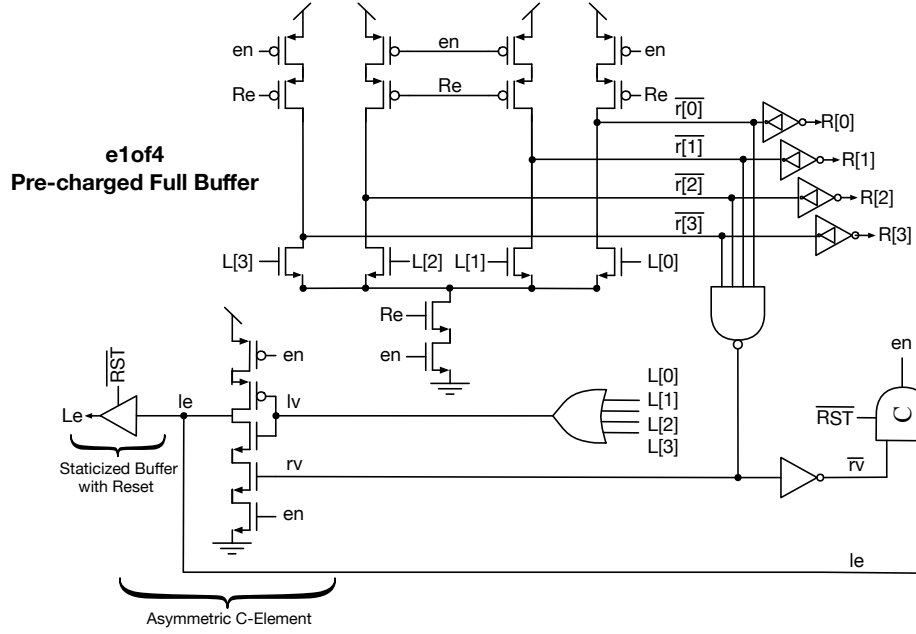 en
en
en
Re
Re
Re
r[0]
R[0]
e1of4
Pre-charged Full Buffer
r[1]
R[1]
r[2]
R[2]
r[3]
R[3]
L[3]
L[2]
L[1]
L[0]
Re
en
en
en
RST
L[0]
Le
le
lv
L[1]
L[2]
L[3]
RST
C
Staticized Buffer
with Reset
rv
rv
en
le
Asymmetric C-Element